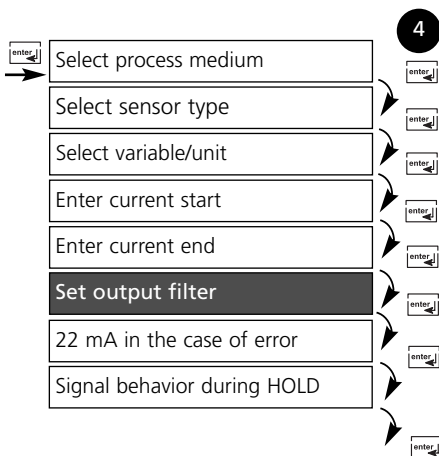 4
enter
Select process medium
enter
Select sensor type
enter
Select variable/unit
enter
Enter current start
enter
Enter current end
enter
Set output filter
enter
22 mA in the case of error
enter
Signal behavior during HOLD
enter